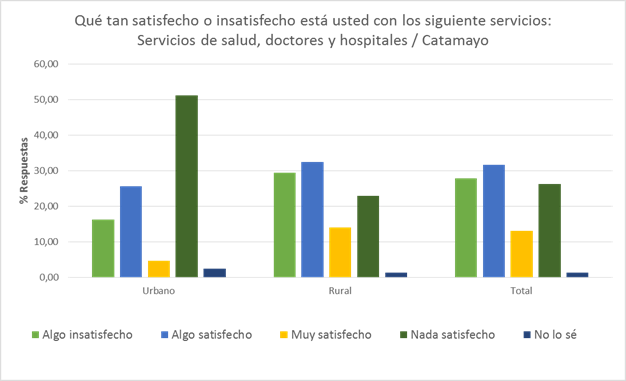 Qué tan satisfecho o insatisfecho está usted con los siguiente servicios:
Servicios de salud, doctores y hospitales / Catamayo
60,00
50,00
40,00
30,00
20,00
10,00
0,00
% Respuestas
Urbano Rural Total
Algo insatisfecho Algo satisfecho Muy satisfecho Nada satisfecho No lo sé